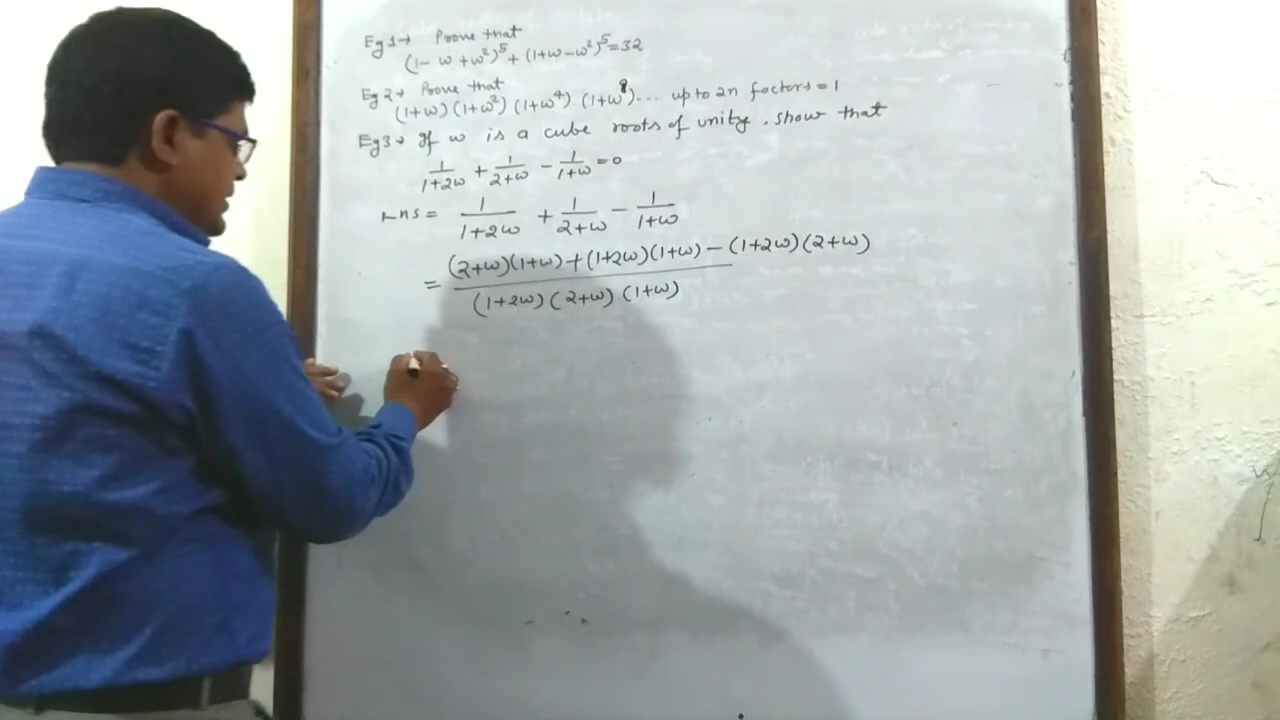 Eg 1→ Prove that
(1-ω+ω²)⁵+(1+ω-ω²)⁵=32
Eg 2→ Prove that
(1+ω)(1+ω²)(1+ω⁴)(1+ω⁸)... up to 2n factors=1
Eg 3→ If ω is a cube roots of unity, show that
1/(1+2ω) + 1/(2+ω) - 1/(1+ω) =0
LHS = 1/(1+2ω) + 1/(2+ω) - 1/(1+ω)
= ((2+ω)(1+ω)+(1+2ω)(1+ω)-(1+2ω)(2+ω))/((1+2ω)(2+ω)(1+ω))